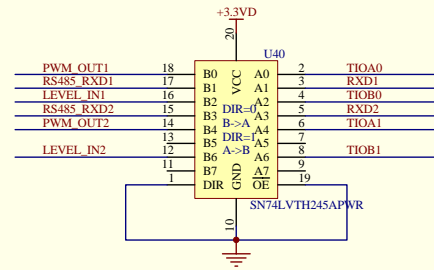 +3.3VD
20
U40
PWM_OUT1 18 B0 VCC A0 2 TIOA0
RS485_RXD1 17 B1 A1 3 RXD1
LEVEL_IN1 16 B2 A2 4 TIOB0
RS485_RXD2 15 B3 DIR=0 A3 5 RXD2
PWM_OUT2 14 B4 B->A A4 6 TIOA1
13 B5 DIR=1 A5 7
LEVEL_IN2 12 B6 A->B A6 8 TIOB1
11 B7 A7 9
1 DIR GND OE 19
SN74LVTH245APWR
10